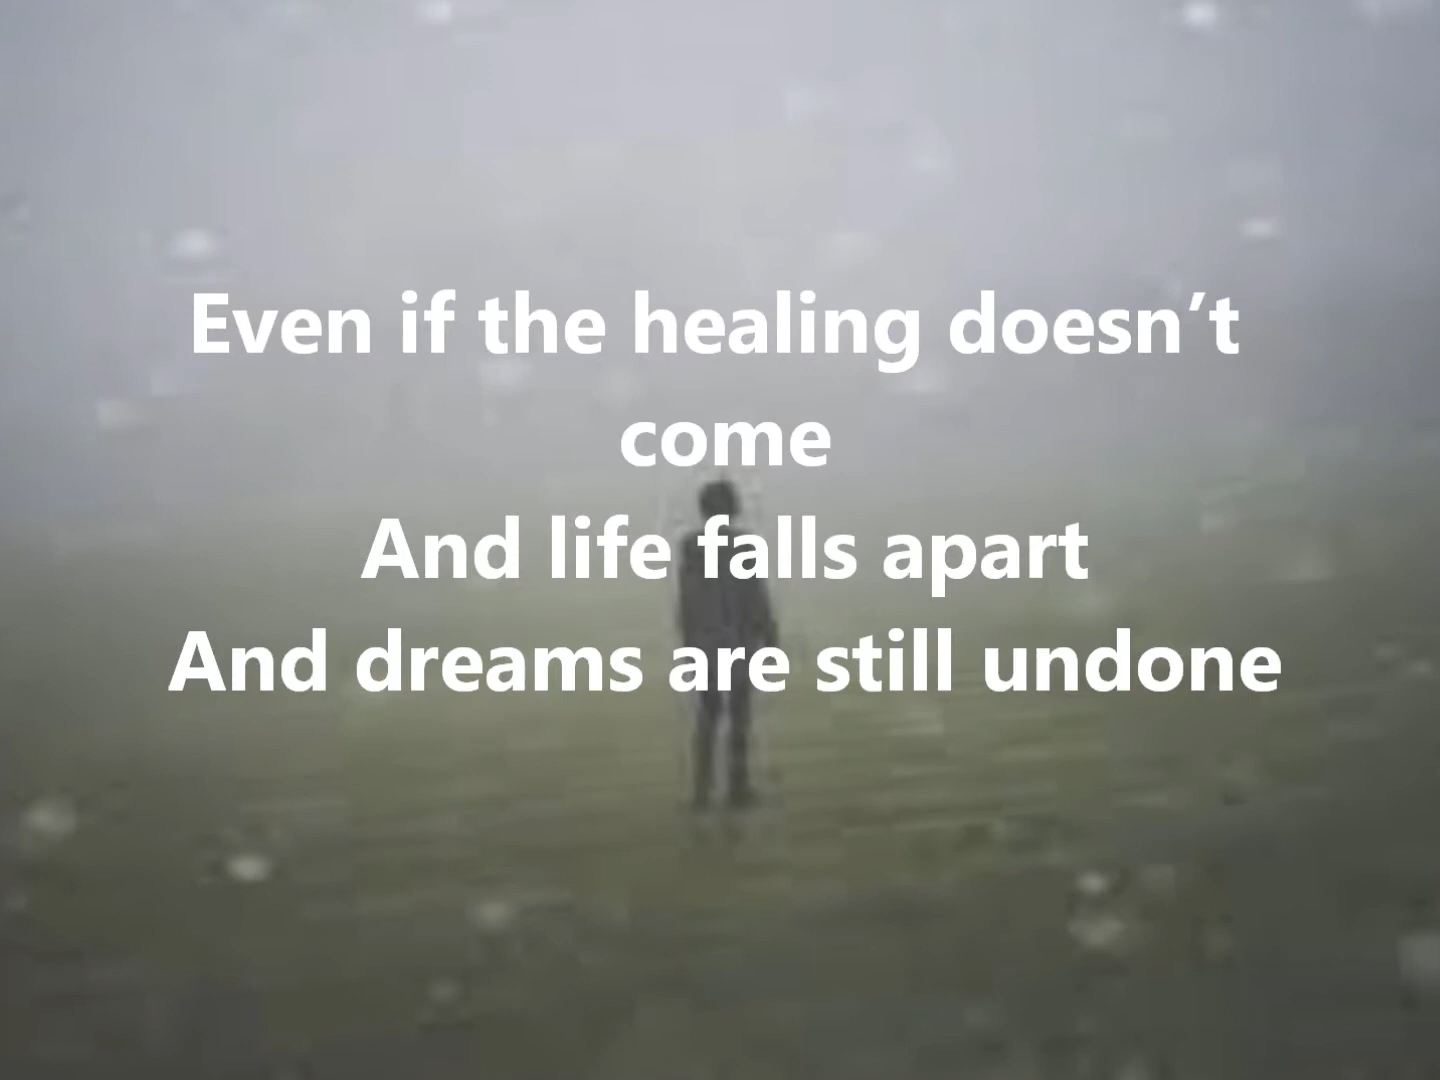 Even if the healing doesn’t
come
And life falls apart
And dreams are still undone